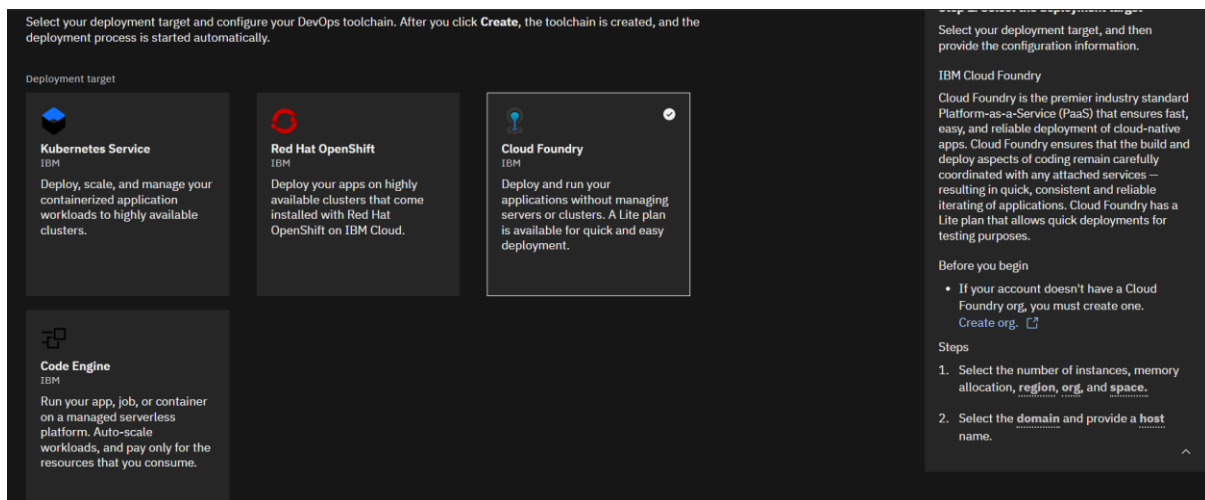 Select your deployment target and configure your DevOps toolchain. After you click Create, the toolchain is created, and the
deployment process is started automatically.
Deployment target
Kubernetes Service
IBM
Deploy, scale, and manage your
containerized application
workloads to highly available
clusters.
Red Hat OpenShift
IBM
Deploy your apps on highly
available clusters that come
installed with Red Hat
OpenShift on IBM Cloud.
Cloud Foundry
IBM
Deploy and run your
applications without managing
servers or clusters. A Lite plan
is available for quick and easy
deployment.
Code Engine
IBM
Run your app, job, or container
on a managed serverless
platform. Auto-scale
workloads, and pay only for the
resources that you consume.
Step 2. Select the deployment target
Select your deployment target, and then
provide the configuration information.
IBM Cloud Foundry
Cloud Foundry is the premier industry standard
Platform-as-a-Service (PaaS) that ensures fast,
easy, and reliable deployment of cloud-native
apps. Cloud Foundry ensures that the build and
deploy aspects of coding remain carefully
coordinated with any attached services —
resulting in quick, consistent and reliable
iterating of applications. Cloud Foundry has a
Lite plan that allows quick deployments for
testing purposes.
Before you begin
• If your account doesn't have a Cloud
Foundry org, you must create one.
Create org.
Steps
1. Select the number of instances, memory
allocation, region, org, and space.
2. Select the domain and provide a host
name.